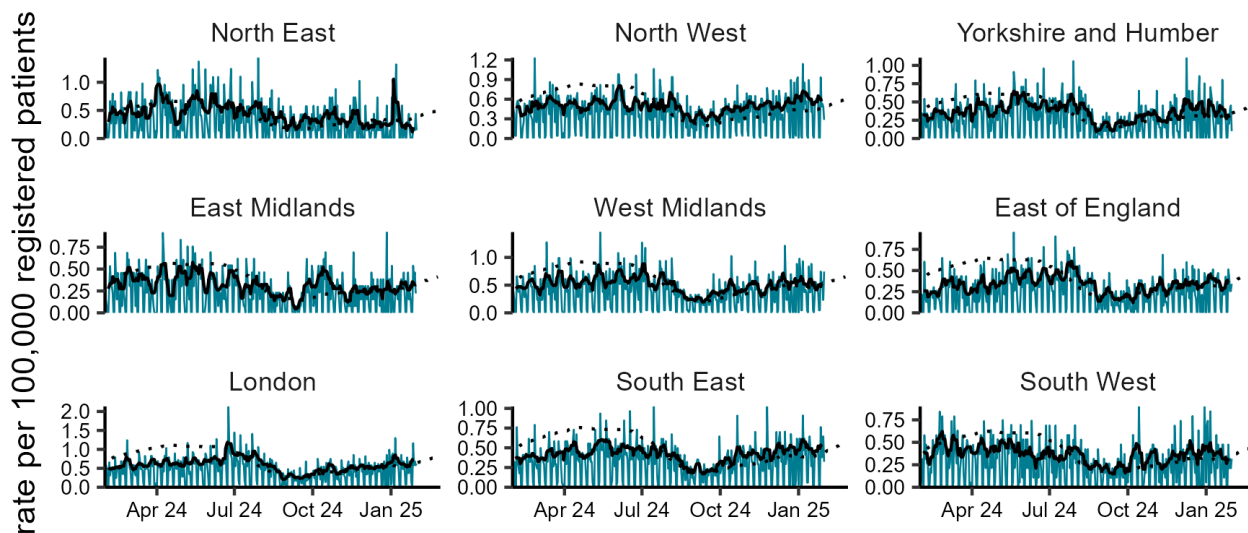 rate per 100,000 registered patients
North East
1.0
0.5
0.0
North West
1.2
0.9
0.6
0.3
0.0
Yorkshire and Humber
1.00
0.75
0.50
0.25
0.00
East Midlands
0.75
0.50
0.25
0.00
West Midlands
1.0
0.5
0.0
East of England
0.75
0.50
0.25
0.00
London
2.0
1.5
1.0
0.5
0.0
South East
1.00
0.75
0.50
0.25
0.00
South West
0.75
0.50
0.25
0.00
Apr 24 Jul 24 Oct 24 Jan 25
Apr 24 Jul 24 Oct 24 Jan 25
Apr 24 Jul 24 Oct 24 Jan 25